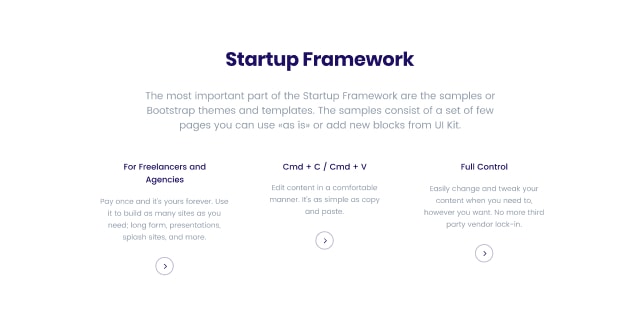 Startup Framework
The most important part of the Startup Framework are the samples or
Bootstrap themes and templates. The samples consist of a set of few
pages you can use «as is» or add new blocks from UI Kit.
For Freelancers and
Agencies
Pay once and it's yours forever. Use
it to build as many sites as you
need; long form, presentations,
splash sites, and more.
Cmd + C / Cmd + V
Edit content in a comfortable
manner. It's as simple as copy
and paste.
Full Control
Easily change and tweak your
content when you need to,
however you want. No more third
party vendor lock-in.